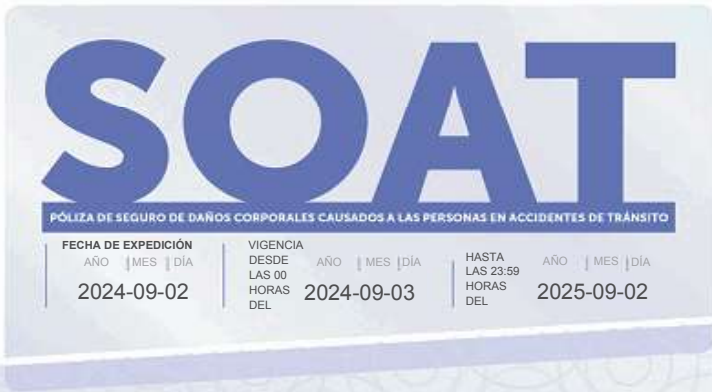 SOAT
PÓLIZA DE SEGURO DE DAÑOS CORPORALES CAUSADOS A LAS PERSONAS EN ACCIDENTES DE TRÁNSITO
FECHA DE EXPEDICIÓN
AÑO MES DÍA
2024-09-02
VIGENCIA
DESDE
LAS 00
HORAS
DEL
AÑO MES DÍA
2024-09-03
HASTA
LAS 23:59
HORAS
DEL
AÑO MES DÍA
2025-09-02